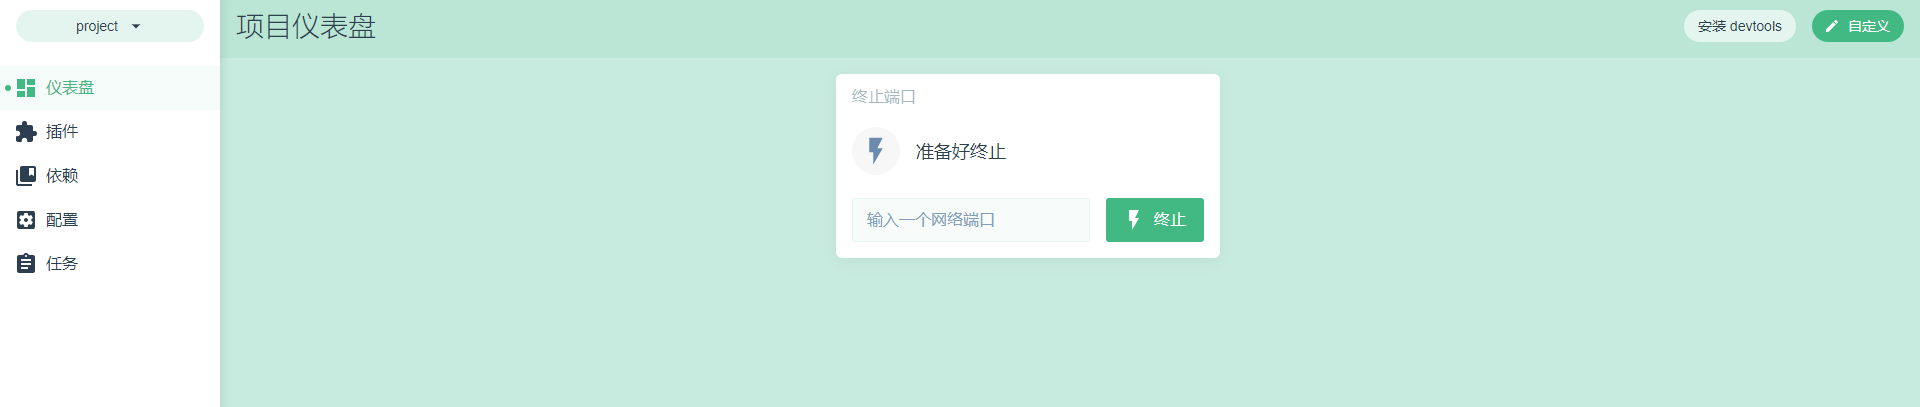 project
项目仪表盘
安装 devtools
自定义
仪表盘
插件
依赖
配置
任务
终止端口
准备好终止
输入一个网络端口
终止